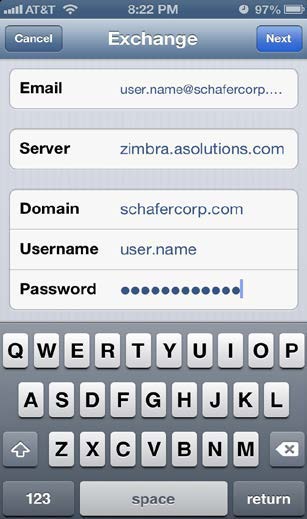 AT&T 8:22 PM 97%
Cancel Exchange Next
Email user.name@schafercorp....
Server zimbra.asolutions.com
Domain schafercorp.com
Username user.name
Password ●●●●●●●●●●●●
Q W E R T Y U I O P
A S D F G H J K L
Z X C V B N M
123 space return